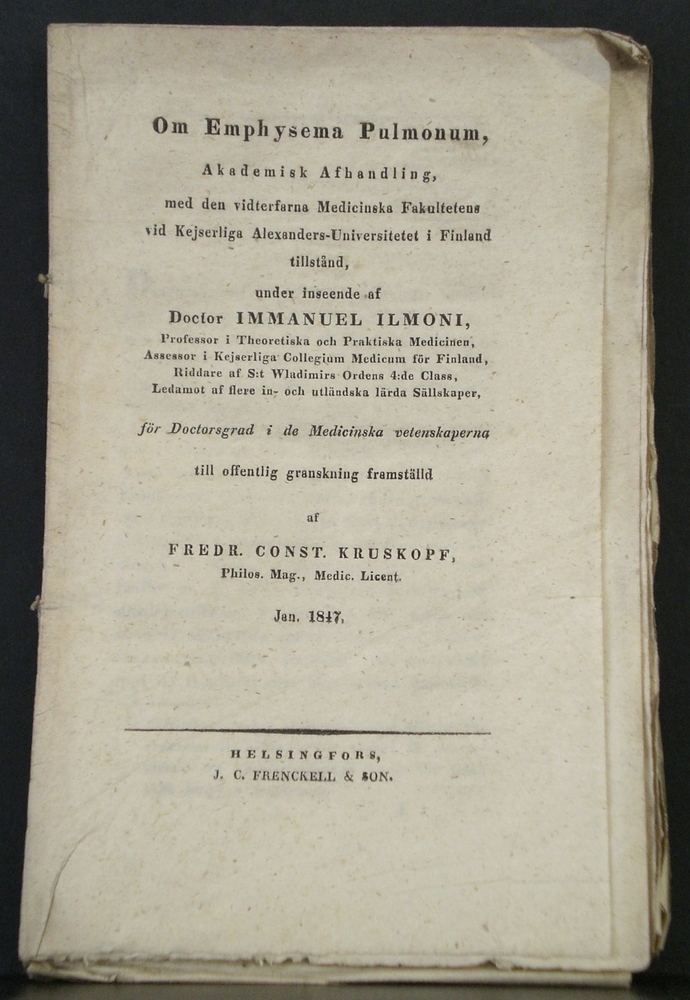 Om Emphysema Pulmonum,
Akademisk Afhandling,
med den vidterfarna Medicinska Fakultetens
vid Kejserliga Alexanders-Universitetet i Finland
tillstånd,
under inseende af
Doctor IMMANUEL ILMONI,
Professor i Theoretiska och Praktiska Medicinen,
Assessor i Kejserliga Collegium Medicum för Finland,
Riddare af S:t Wladimirs Ordens 4:de Class,
Ledamot af flere in- och utländska lärda Sällskaper,
för Doctorsgrad i de Medicinska vetenskaperna
till offentlig granskning framställd
af
FREDR. CONST. KRUSKOPF,
Philos. Mag., Medic. Licent.
Jan. 1847.
HELSINGFORS,
J. C. FRENCKELL & SON.